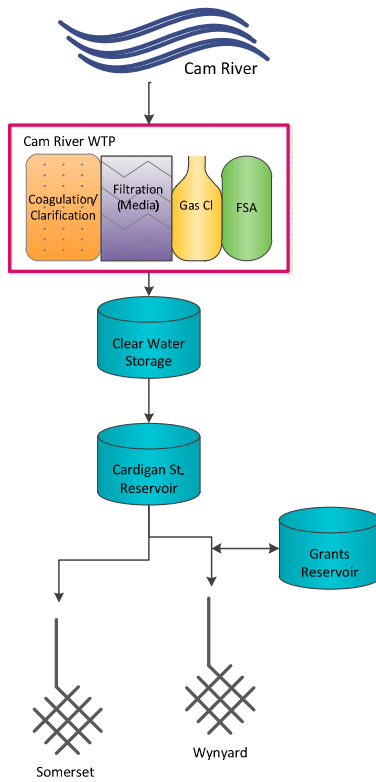 Cam River
Cam River WTP
Coagulation/
Clarification
Filtration
(Media)
Gas Cl
FSA
Clear Water
Storage
Cardigan St.
Reservoir
Grants
Reservoir
Wynyard
Somerset